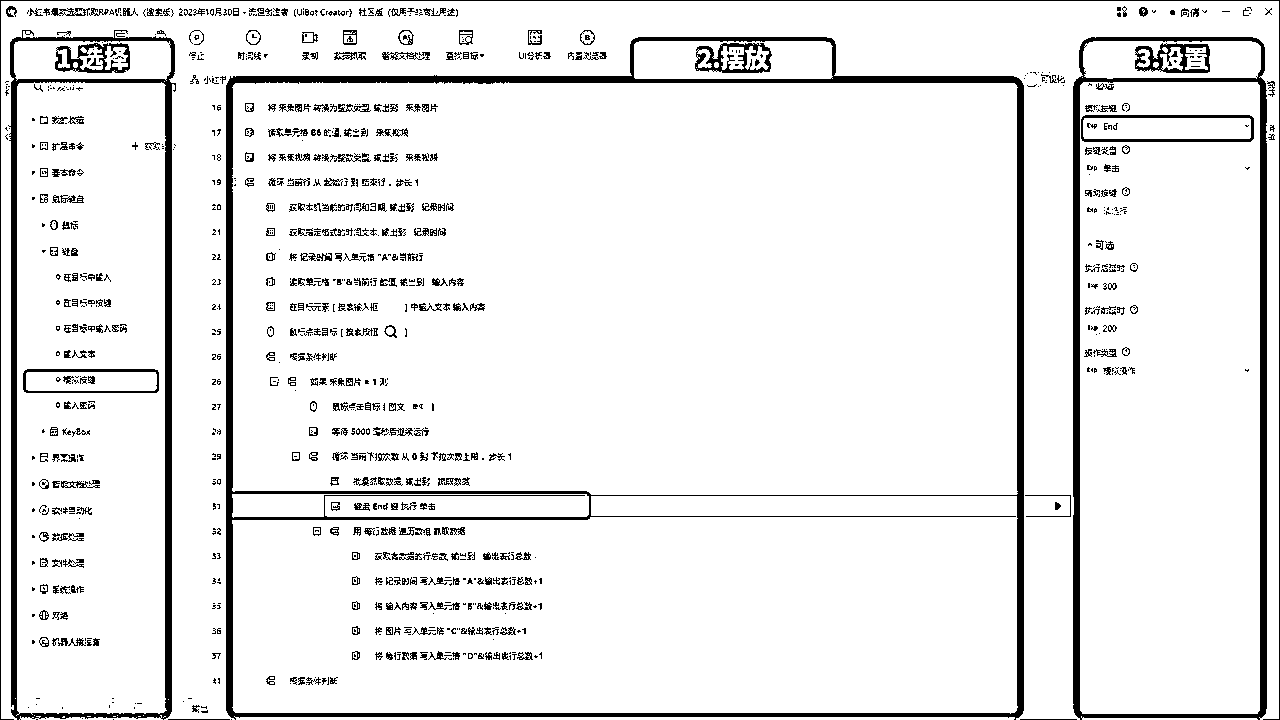 小红书爆款选题抓取RPA机器人（搜索版）2023年10月30日 - 流程创造者（UiBot Creator）社区版（仅用于非商业用途）
停止
时间线
录制
数据抓取
智能文档处理
查找目标
UI分析器
内置浏览器
1.选择
2.摆放
3.设置
小红书
可视化
我的收藏
扩展命令
+ 获取
基本命令
鼠标键盘
鼠标
键盘
在目标中输入
在目标中按键
在目标中输入密码
输入文本
模拟按键
输入密码
KeyBox
界面操作
智能文档处理
软件自动化
数据处理
文件处理
系统操作
网络
机器人指挥官
16 将 采集图片 转换为整数类型, 输出到 采集图片
17 读取单元格 B6 的值, 输出到 采集视频
18 将 采集视频 转换为整数类型, 输出到 采集视频
19 循环 当前行 从 起始行 到 结束行 , 步长 1
20 获取本机当前的时间和日期, 输出到 记录时间
21 获取指定格式的时间文本, 输出到 记录时间
22 将 记录时间 写入单元格 "A"&当前行
23 读取单元格 "B"&当前行 的值, 输出到 输入内容
24 在目标元素 [ 搜索输入框 ] 中输入文本 输入内容
25 鼠标点击目标 [ 搜索按钮 ]
26 根据条件判断
26 如果 采集图片 = 1 则
27 鼠标点击目标 [ 图文 ]
28 等待 5000 毫秒后继续运行
29 循环 当前下拉次数 从 0 到 下拉次数上限 , 步长 1
30 批量抓取数据, 输出到 抓取数据
31 键盘 End 键 执行 单击
32 用 每行数据 遍历数组 抓取数据
33 获取有数据的行总数, 输出到 输出表行总数
34 将 记录时间 写入单元格 "A"&输出表行总数+1
35 将 输入内容 写入单元格 "B"&输出表行总数+1
36 将 图片 写入单元格 "C"&输出表行总数+1
37 将 每行数据 写入单元格 "D"&输出表行总数+1
41 根据条件判断
输出
必选
模拟按键
Exp End
按键类型
Exp 单击
辅助按键
Exp 请选择
可选
执行后延时
Exp 300
执行前延时
Exp 200
操作类型
Exp 模拟操作